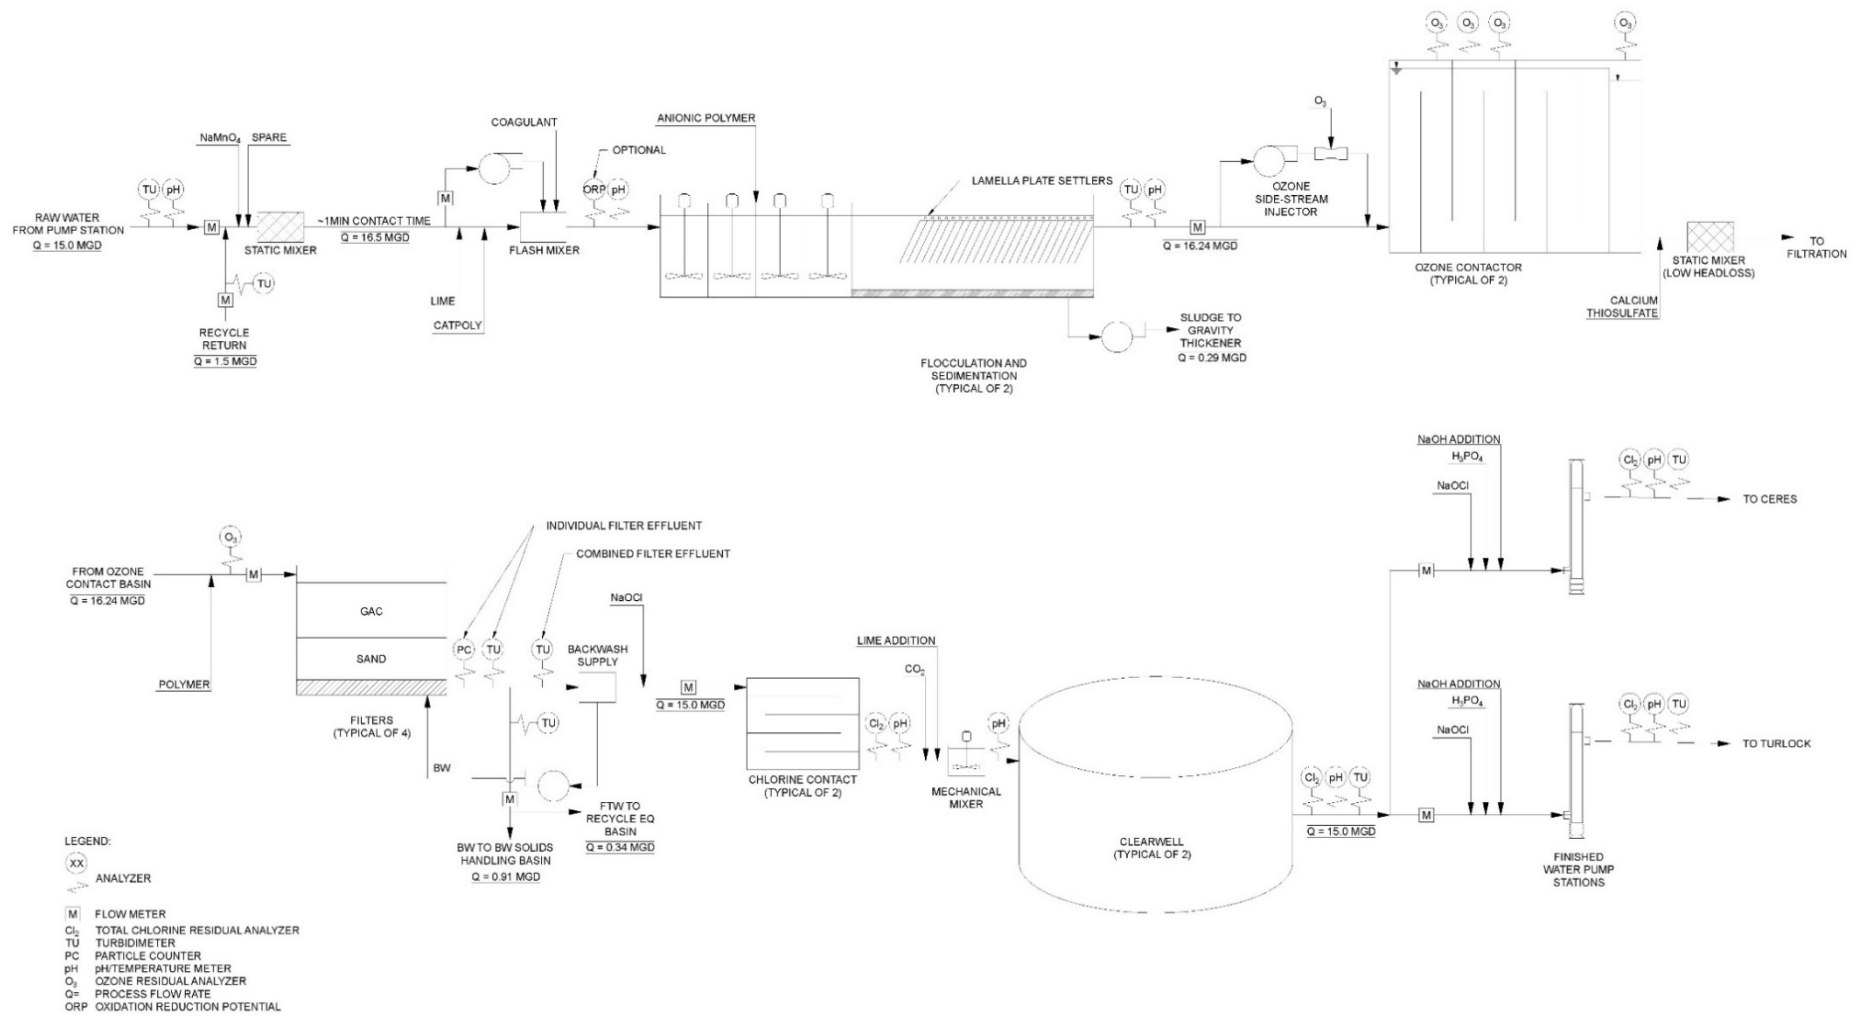 O₃ O₃ O₃ O₃
O₃
COAGULANT
ANIONIC POLYMER
NaMnO₄ SPARE
OPTIONAL
TU pH
ORP pH
LAMELLA PLATE SETTLERS
TU pH
OZONE
SIDE-STREAM
INJECTOR
RAW WATER
FROM PUMP STATION
Q = 15.0 MGD
M
STATIC MIXER
~1MIN CONTACT TIME
Q = 16.5 MGD
M
FLASH MIXER
M
Q = 16.24 MGD
OZONE CONTACTOR
(TYPICAL OF 2)
STATIC MIXER
(LOW HEADLOSS)
TO
FILTRATION
TU
M
RECYCLE
RETURN
Q = 1.5 MGD
LIME
CATPOLY
CALCIUM
THIOSULFATE
SLUDGE TO
GRAVITY
THICKENER
Q = 0.29 MGD
FLOCCULATION AND
SEDIMENTATION
(TYPICAL OF 2)
NaOH ADDITION
H₃PO₄
NaOCl
Cl₂ pH TU
TO CERES
M
O₃
FROM OZONE
CONTACT BASIN
Q = 16.24 MGD
M
POLYMER
GAC
SAND
FILTERS
(TYPICAL OF 4)
BW
INDIVIDUAL FILTER EFFLUENT
COMBINED FILTER EFFLUENT
PC TU TU
BACKWASH
SUPPLY
TU
M
NaOCl
M
Q = 15.0 MGD
FTW TO
RECYCLE EQ
BASIN
Q = 0.34 MGD
BW TO BW SOLIDS
HANDLING BASIN
Q = 0.91 MGD
CHLORINE CONTACT
(TYPICAL OF 2)
Cl₂ pH
LIME ADDITION
CO₂
pH
MECHANICAL
MIXER
CLEARWELL
(TYPICAL OF 2)
Cl₂ pH TU
Q = 15.0 MGD
NaOH ADDITION
H₃PO₄
NaOCl
Cl₂ pH TU
TO TURLOCK
M
FINISHED
WATER PUMP
STATIONS
LEGEND:
XX
ANALYZER
M FLOW METER
Cl₂ TOTAL CHLORINE RESIDUAL ANALYZER
TU TURBIDIMETER
PC PARTICLE COUNTER
pH pH/TEMPERATURE METER
O₃ OZONE RESIDUAL ANALYZER
Q= PROCESS FLOW RATE
ORP OXIDATION REDUCTION POTENTIAL